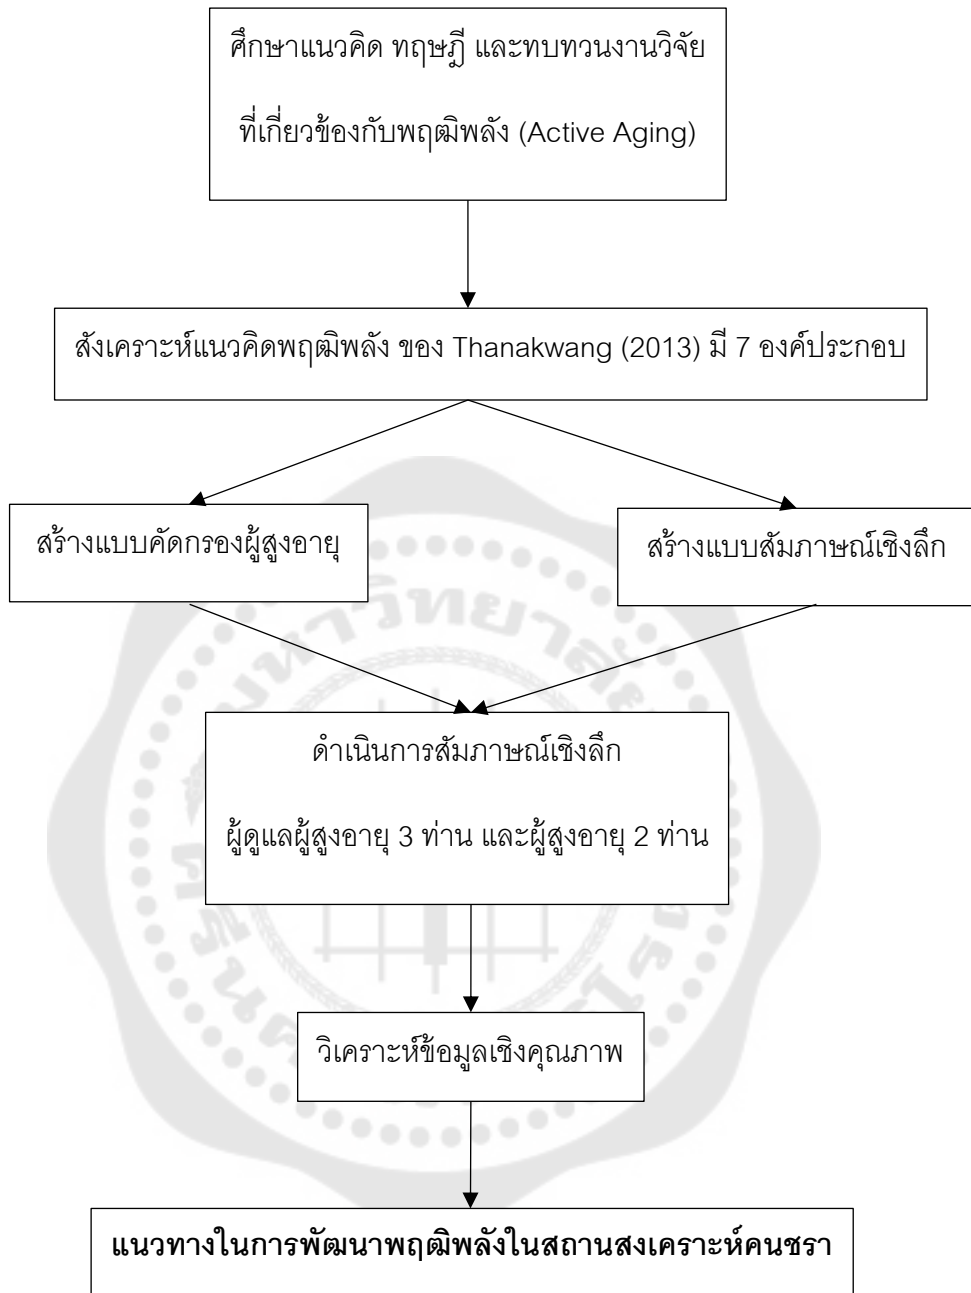 ศึกษาแนวคิด ทฤษฎี และทบทวนงานวิจัย
ที่เกี่ยวข้องกับพฤฒิพลัง (Active Aging)
สังเคราะห์แนวคิดพฤฒิพลัง ของ Thanakwang (2013) มี 7 องค์ประกอบ
สร้างแบบคัดกรองผู้สูงอายุ
สร้างแบบสัมภาษณ์เชิงลึก
ดำเนินการสัมภาษณ์เชิงลึก
ผู้ดูแลผู้สูงอายุ 3 ท่าน และผู้สูงอายุ 2 ท่าน
วิเคราะห์ข้อมูลเชิงคุณภาพ
แนวทางในการพัฒนาพฤฒิพลังในสถานสงเคราะห์คนชรา